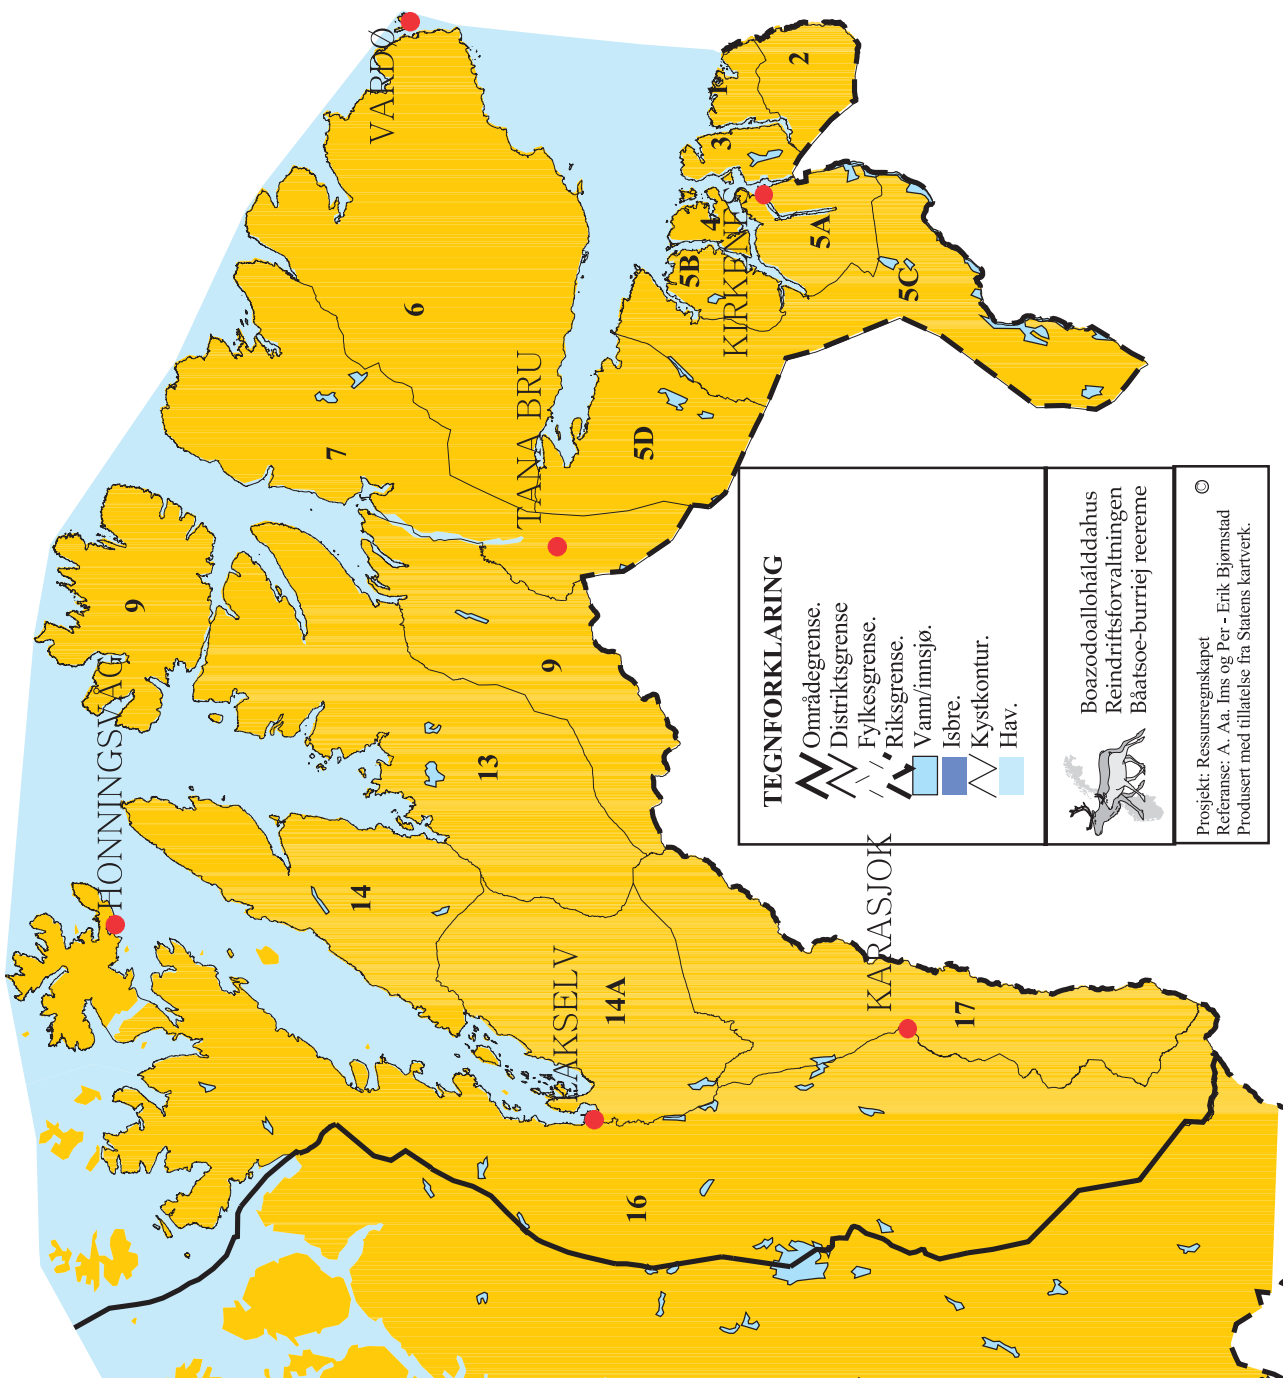 VARDØ
2
1
3
4
KIRKENES
5A
5B
5C
6
TANA BRU
5D
7
9
9
HONNINGSVÅG
13
14
LAKSELV
14A
KARASJOK
17
16
TEGNFORKLARING
Områdegrense.
Distriktsgrense
Fylkesgrense.
Riksgrense.
Vann/innsjø.
Isbre.
Kystkontur.
Hav.
Boazodoallohálddahus
Reindriftsforvaltningen
Båatsoe-burriej reereme
Prosjekt: Ressursregnskapet ©
Referanse: A. Aa. Ims og Per - Erik Bjørnstad
Produsert med tillatelse fra Statens kartverk.